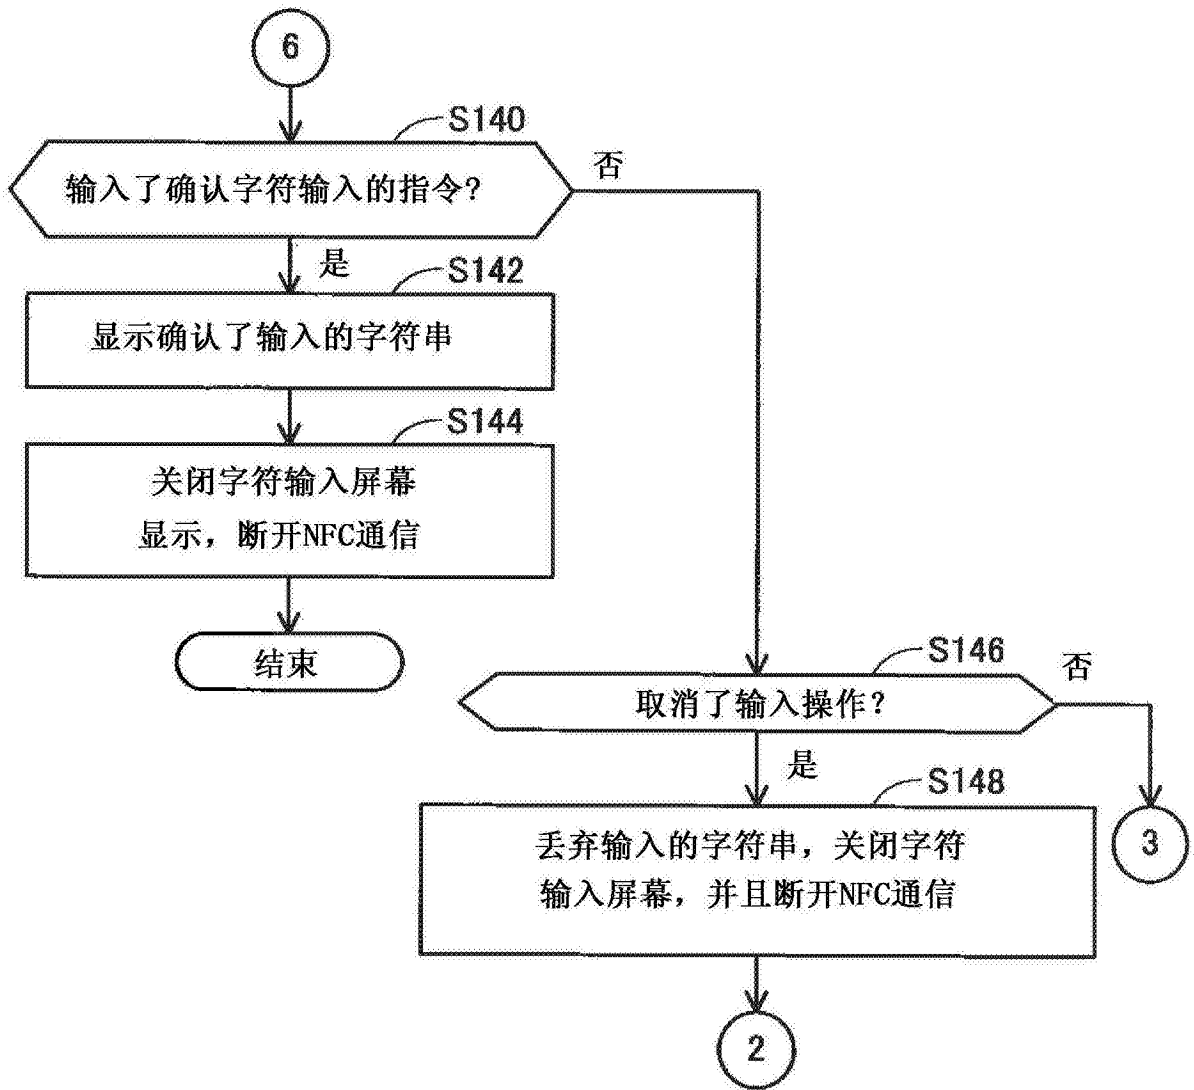 6
S140
输入了确认字符输入的指令?
否
是
S142
显示确认了输入的字符串
S144
关闭字符输入屏幕
显示，断开NFC通信
结束
S146
取消了输入操作?
否
是
S148
丢弃输入的字符串，关闭字符
输入屏幕，并且断开NFC通信
3
2